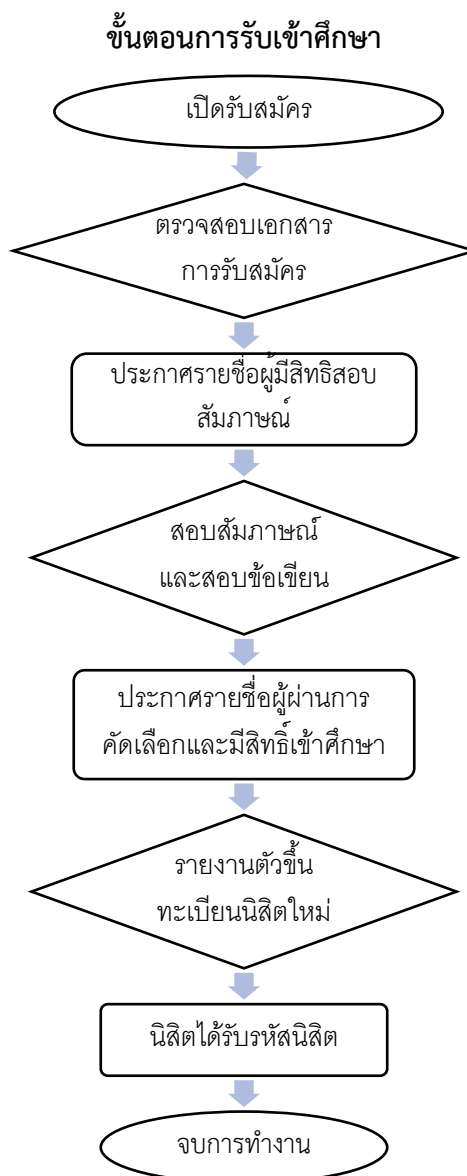 ขั้นตอนการรับเข้าศึกษา
เปิดรับสมัคร
ตรวจสอบเอกสาร
การรับสมัคร
ประกาศรายชื่อผู้มีสิทธิสอบ
สัมภาษณ์
สอบสัมภาษณ์
และสอบข้อเขียน
ประกาศรายชื่อผู้ผ่านการ
คัดเลือกและมีสิทธิ์เข้าศึกษา
รายงานตัวขึ้น
ทะเบียนนิสิตใหม่
นิสิตได้รับรหัสนิสิต
จบการทำงาน